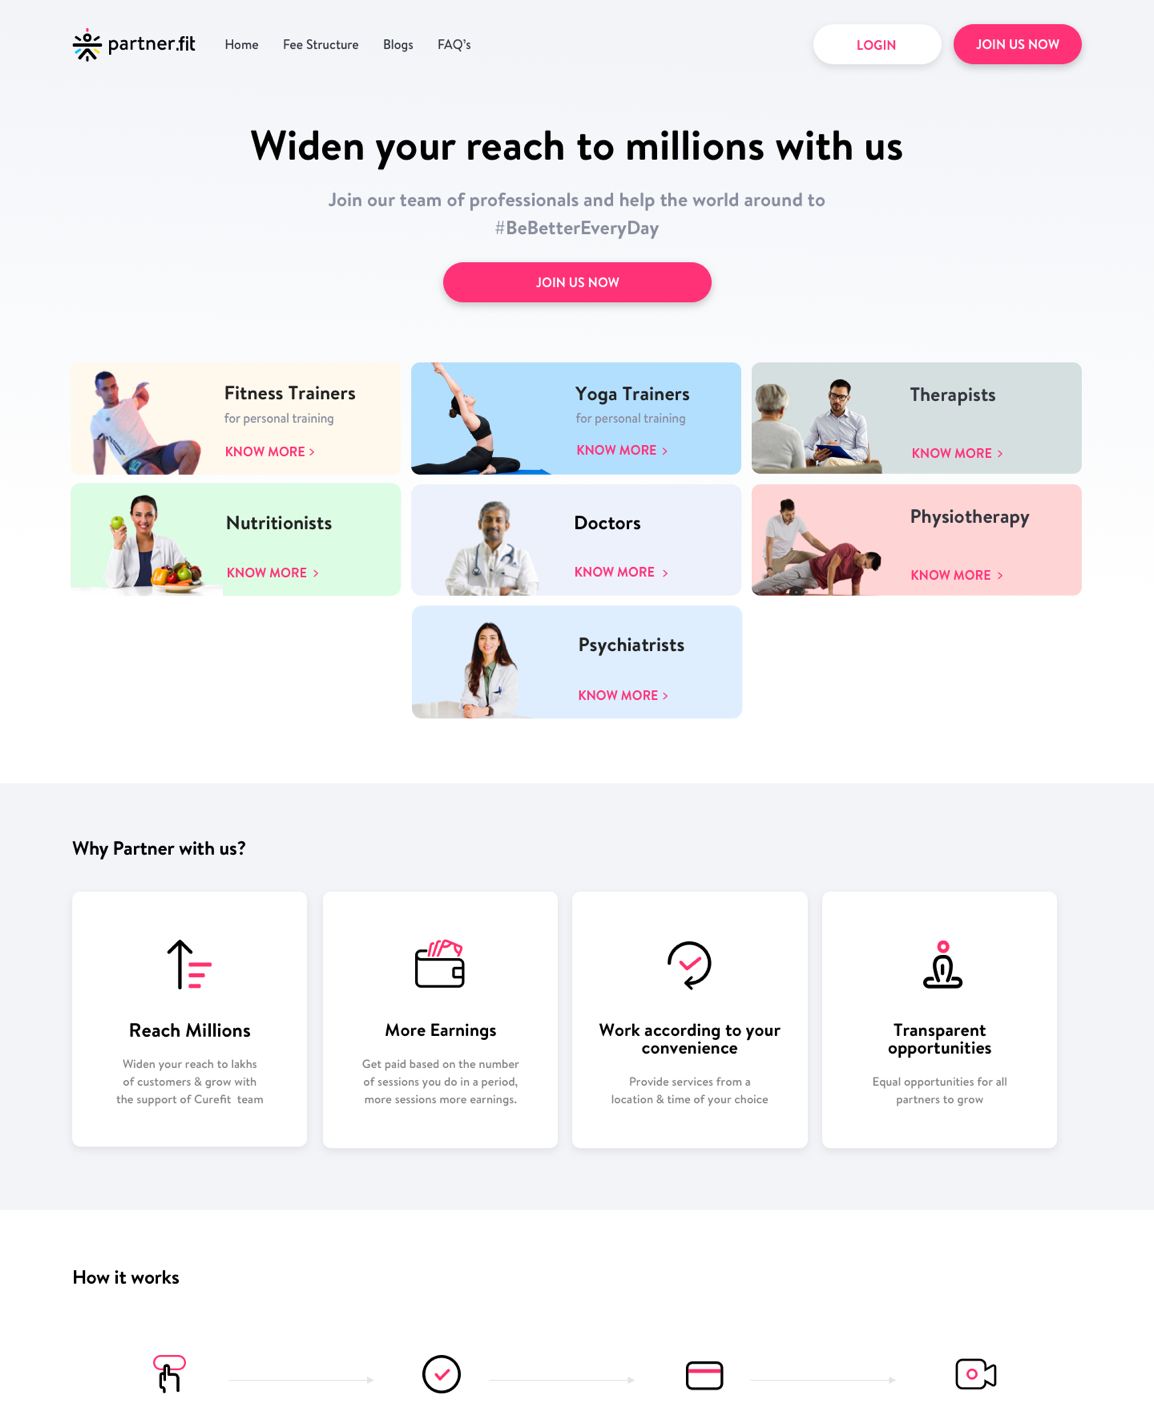 partner.fit
Home
Fee Structure
Blogs
FAQ's
LOGIN
JOIN US NOW
Widen your reach to millions with us
Join our team of professionals and help the world around to
#BeBetterEveryDay
JOIN US NOW
Fitness Trainers
for personal training
KNOW MORE >
Yoga Trainers
for personal training
KNOW MORE >
Therapists
KNOW MORE >
Nutritionists
KNOW MORE >
Doctors
KNOW MORE >
Physiotherapy
KNOW MORE >
Psychiatrists
KNOW MORE >
Why Partner with us?
Reach Millions
Widen your reach to lakhs
of customers & grow with
the support of Curefit team
More Earnings
Get paid based on the number
of sessions you do in a period,
more sessions more earnings.
Work according to your
convenience
Provide services from a
location & time of your choice
Transparent
opportunities
Equal opportunities for all
partners to grow
How it works